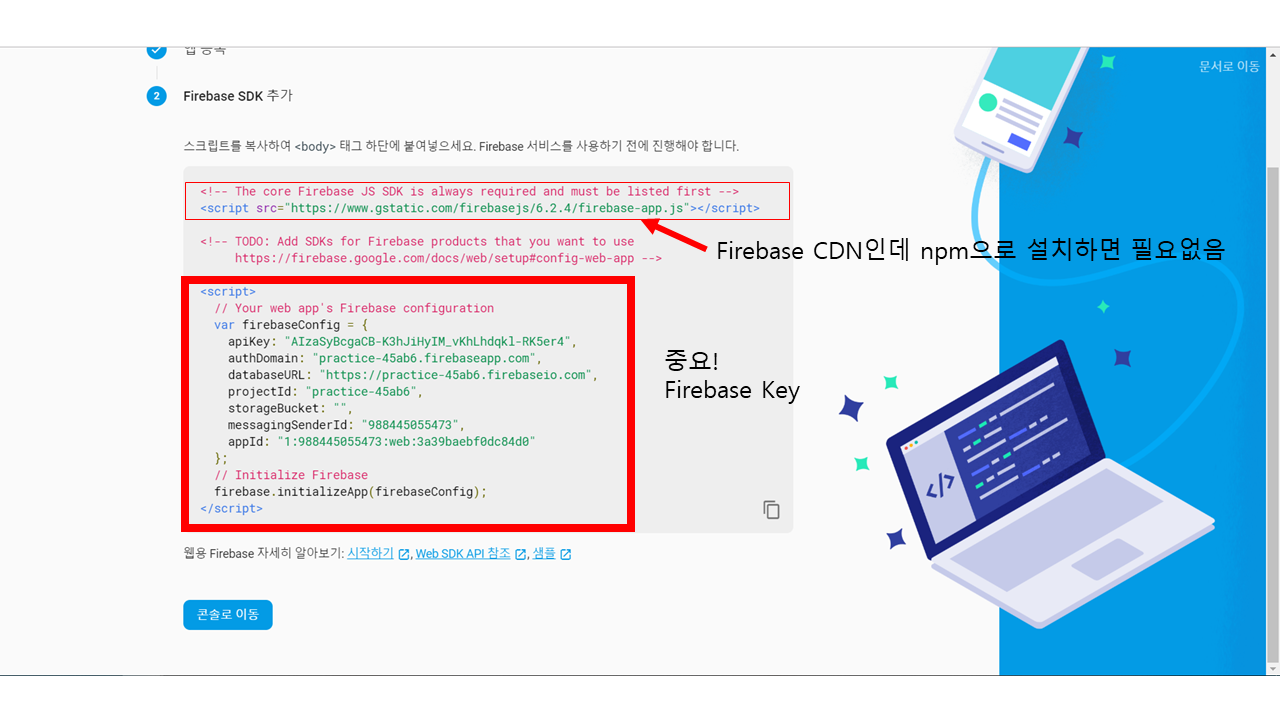 앱 등록
문서로 이동
2 Firebase SDK 추가
스크립트를 복사하여 <body> 태그 하단에 붙여넣으세요. Firebase 서비스를 사용하기 전에 진행해야 합니다.
<!-- The core Firebase JS SDK is always required and must be listed first -->
<script src="https://www.gstatic.com/firebasejs/6.2.4/firebase-app.js"></script>
<!-- TODO: Add SDKs for Firebase products that you want to use
https://firebase.google.com/docs/web/setup#config-web-app -->
Firebase CDN인데 npm으로 설치하면 필요없음
<script>
// Your web app's Firebase configuration
var firebaseConfig = {
apiKey: "AIzaSyBcgaCB-K3hJiHyIM_vKhLhdqkl-RK5er4",
authDomain: "practice-45ab6.firebaseapp.com",
databaseURL: "https://practice-45ab6.firebaseio.com",
projectId: "practice-45ab6",
storageBucket: "",
messagingSenderId: "988445055473",
appId: "1:988445055473:web:3a39baebf0dc84d0"
};
// Initialize Firebase
firebase.initializeApp(firebaseConfig);
</script>
중요!
Firebase Key
웹용 Firebase 자세히 알아보기: 시작하기, Web SDK API 참조, 샘플
콘솔로 이동
</>